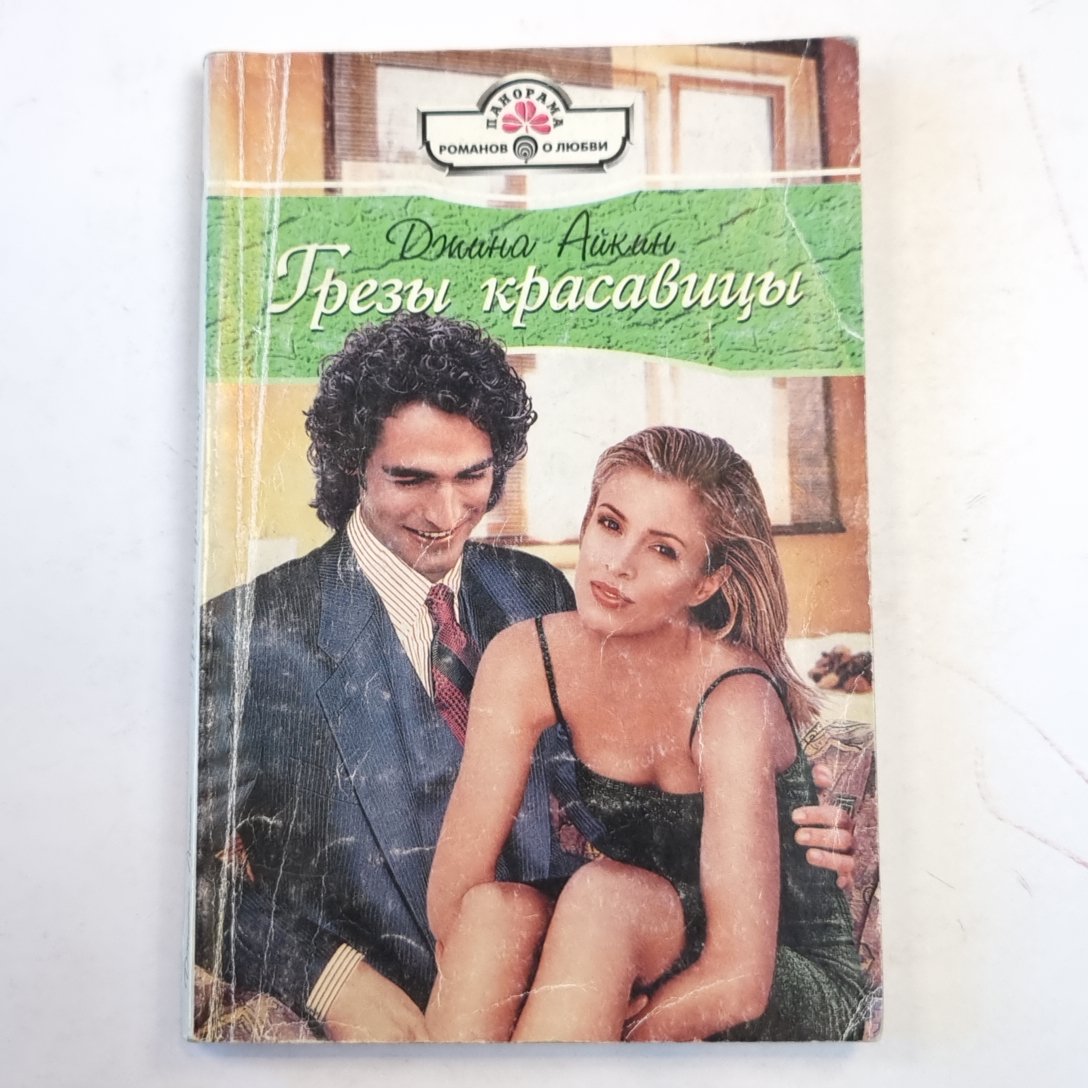 ПАНОРАМА
РОМАНОВ О ЛЮБВИ
Джина Айкин
Грезы красавицы